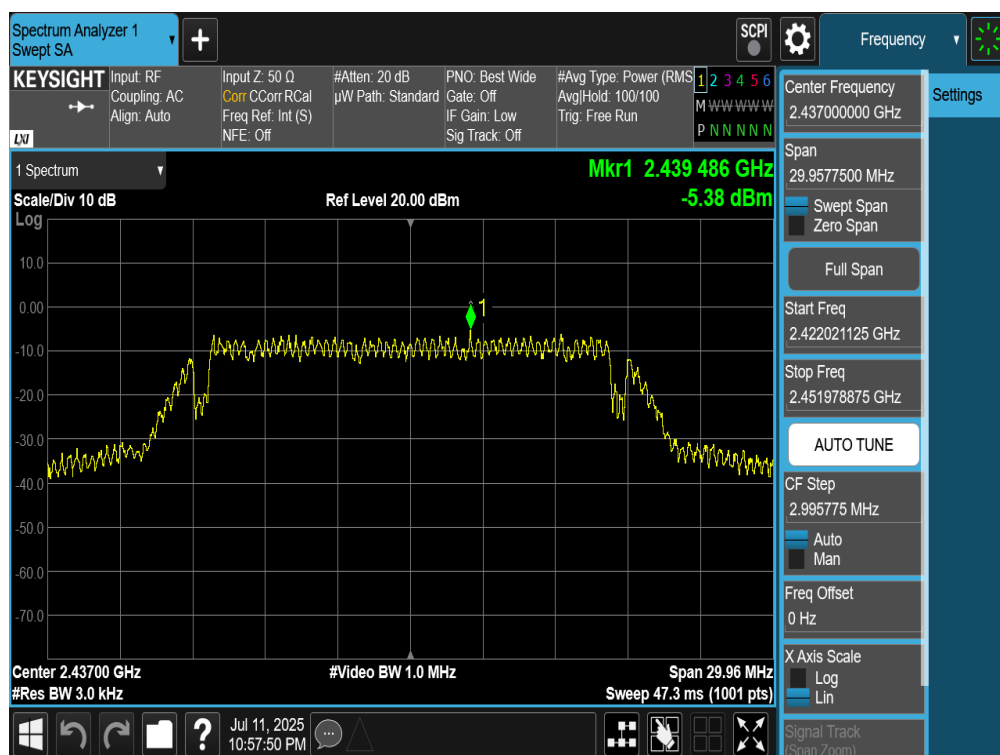 Spectrum Analyzer 1
Swept SA
+
SCPI
Frequency
KEYSIGHT
LXI
Input: RF
Coupling: AC
Align: Auto
Input Z: 50 Ω
Corr CCorr RCal
Freq Ref: Int (S)
NFE: Off
#Atten: 20 dB
µW Path: Standard
PNO: Best Wide
Gate: Off
IF Gain: Low
Sig Track: Off
#Avg Type: Power (RMS
Avg|Hold: 100/100
Trig: Free Run
1 2 3 4 5 6
M W W W W W
P N N N N N
Settings
Center Frequency
2.437000000 GHz
Span
29.9577500 MHz
Swept Span
Zero Span
Full Span
Start Freq
2.422021125 GHz
Stop Freq
2.451978875 GHz
AUTO TUNE
CF Step
2.995775 MHz
Auto
Man
Freq Offset
0 Hz
X Axis Scale
Log
Lin
Signal Track
(Span Zoom)
1 Spectrum
Mkr1 2.439 486 GHz
-5.38 dBm
Scale/Div 10 dB
Ref Level 20.00 dBm
Log
10.0
0.00
1
-10.0
-20.0
-30.0
-40.0
-50.0
-60.0
-70.0
Center 2.43700 GHz
#Video BW 1.0 MHz
Span 29.96 MHz
#Res BW 3.0 kHz
Sweep 47.3 ms (1001 pts)
?
Jul 11, 2025
10:57:50 PM